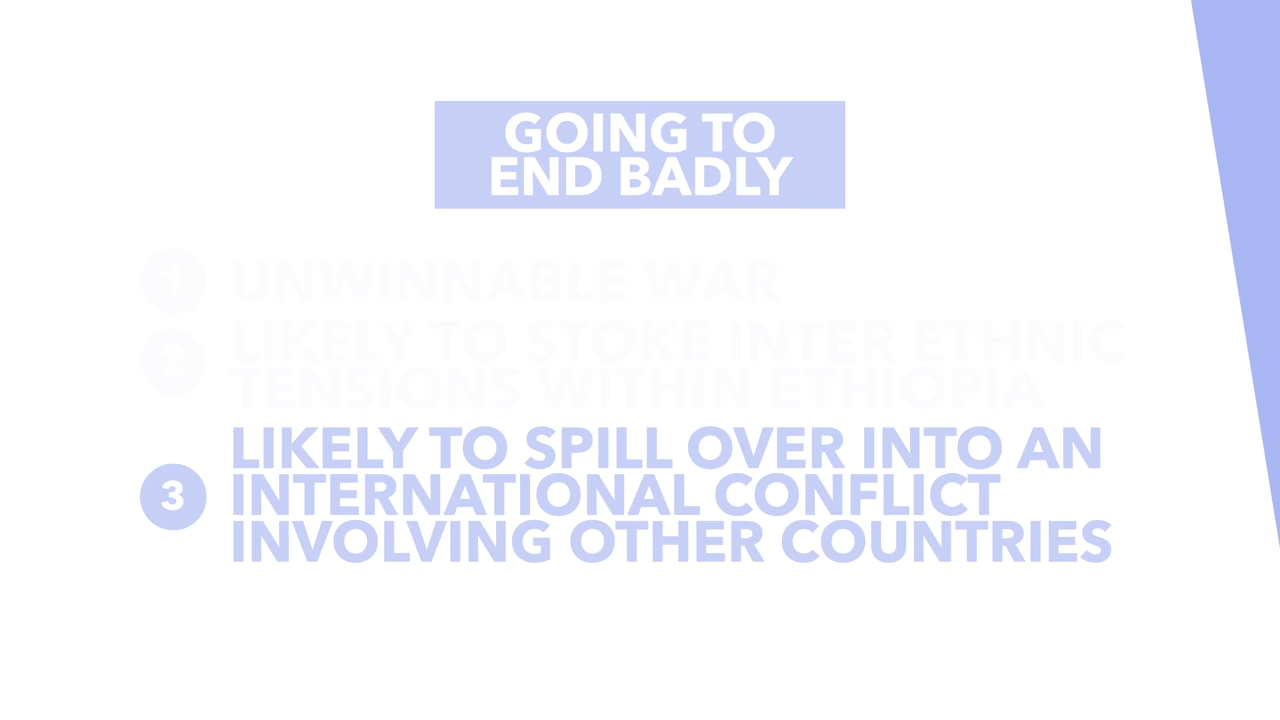 GOING TO
END BADLY
1 UNWINNABLE WAR
2 LIKELY TO STOKE INTER ETHNIC
TENSIONS WITHIN ETHIOPIA
LIKELY TO SPILL OVER INTO AN
3 INTERNATIONAL CONFLICT
INVOLVING OTHER COUNTRIES